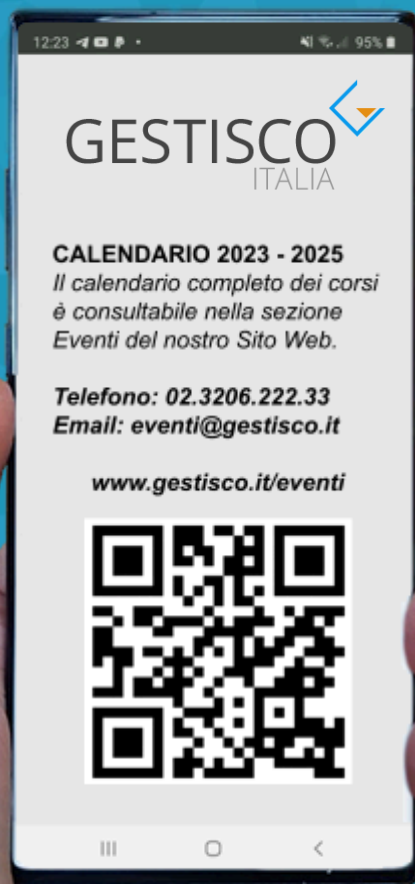 12:23 95%
GESTISCO
ITALIA
CALENDARIO 2023 - 2025
Il calendario completo dei corsi
è consultabile nella sezione
Eventi del nostro Sito Web.
Telefono: 02.3206.222.33
Email: eventi@gestisco.it
www.gestisco.it/eventi